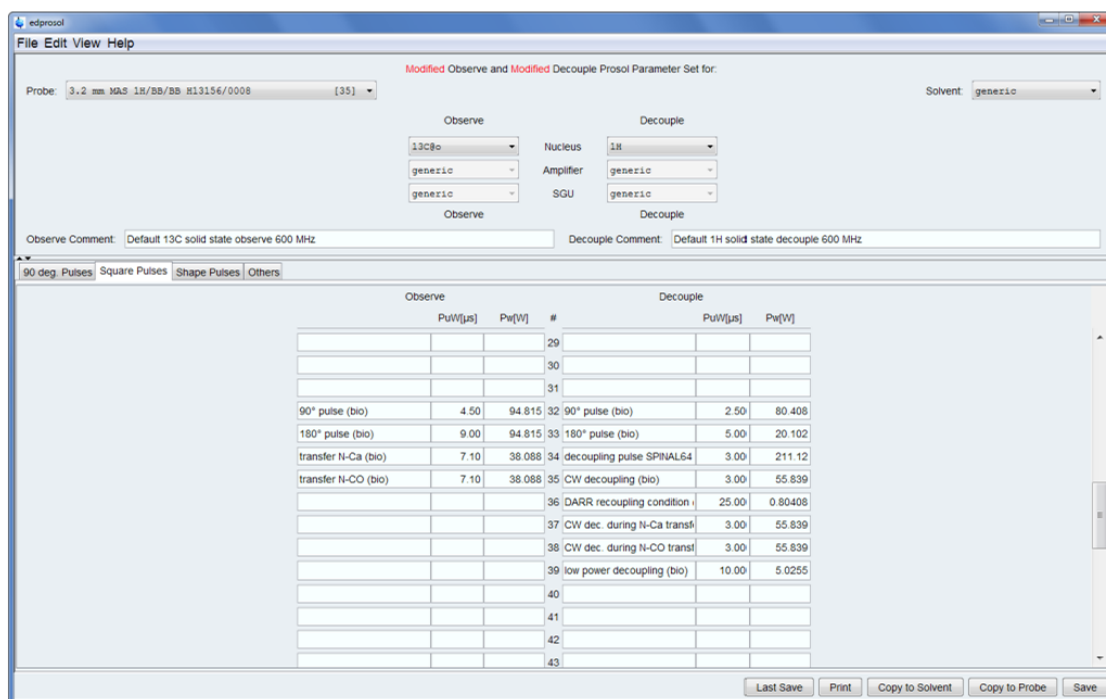 edprosol
File Edit View Help
Modified Observe and Modified Decouple Prosol Parameter Set for:
Probe: 3.2 mm MAS 1H/BB/BB H13156/0008 [35] Solvent: generic
Observe Decouple
13C@o Nucleus 1H
generic Amplifier generic
generic SGU generic
Observe Decouple
Observe Comment: Default 13C solid state observe 600 MHz Decouple Comment: Default 1H solid state decouple 600 MHz
90 deg. Pulses Square Pulses Shape Pulses Others
Observe Decouple
PuW[µs] Pw[W] # PuW[µs] Pw[W]
29
30
31
90° pulse (bio) 4.50 94.815 32 90° pulse (bio) 2.50 80.408
180° pulse (bio) 9.00 94.815 33 180° pulse (bio) 5.00 20.102
transfer N-Ca (bio) 7.10 38.088 34 decoupling pulse SPINAL64 3.00 211.12
transfer N-CO (bio) 7.10 38.088 35 CW decoupling (bio) 3.00 55.839
36 DARR recoupling condition 25.00 0.80408
37 CW dec. during N-Ca transf 3.00 55.839
38 CW dec. during N-CO transf 3.00 55.839
39 low power decoupling (bio) 10.00 5.0255
40
41
42
43
Last Save Print Copy to Solvent Copy to Probe Save